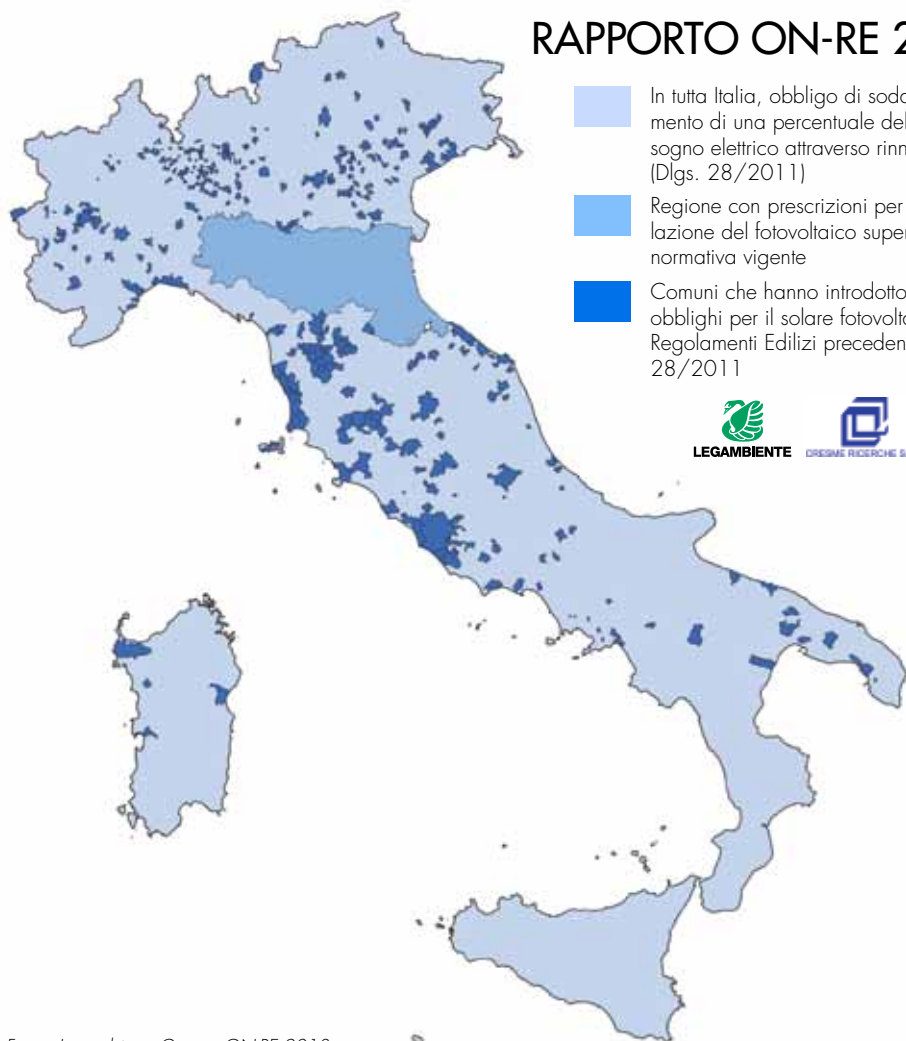 RAPPORTO ON-RE 2
In tutta Italia, obbligo di sodd
mento di una percentuale del
sogno elettrico attraverso rinn
(Dlgs. 28/2011)
Regione con prescrizioni per
lazione del fotovoltaico super
normativa vigente
Comuni che hanno introdotto
obblighi per il solare fotovolta
Regolamenti Edilizi preceden
28/2011
LEGAMBIENTE
CRESME RICERCHE S